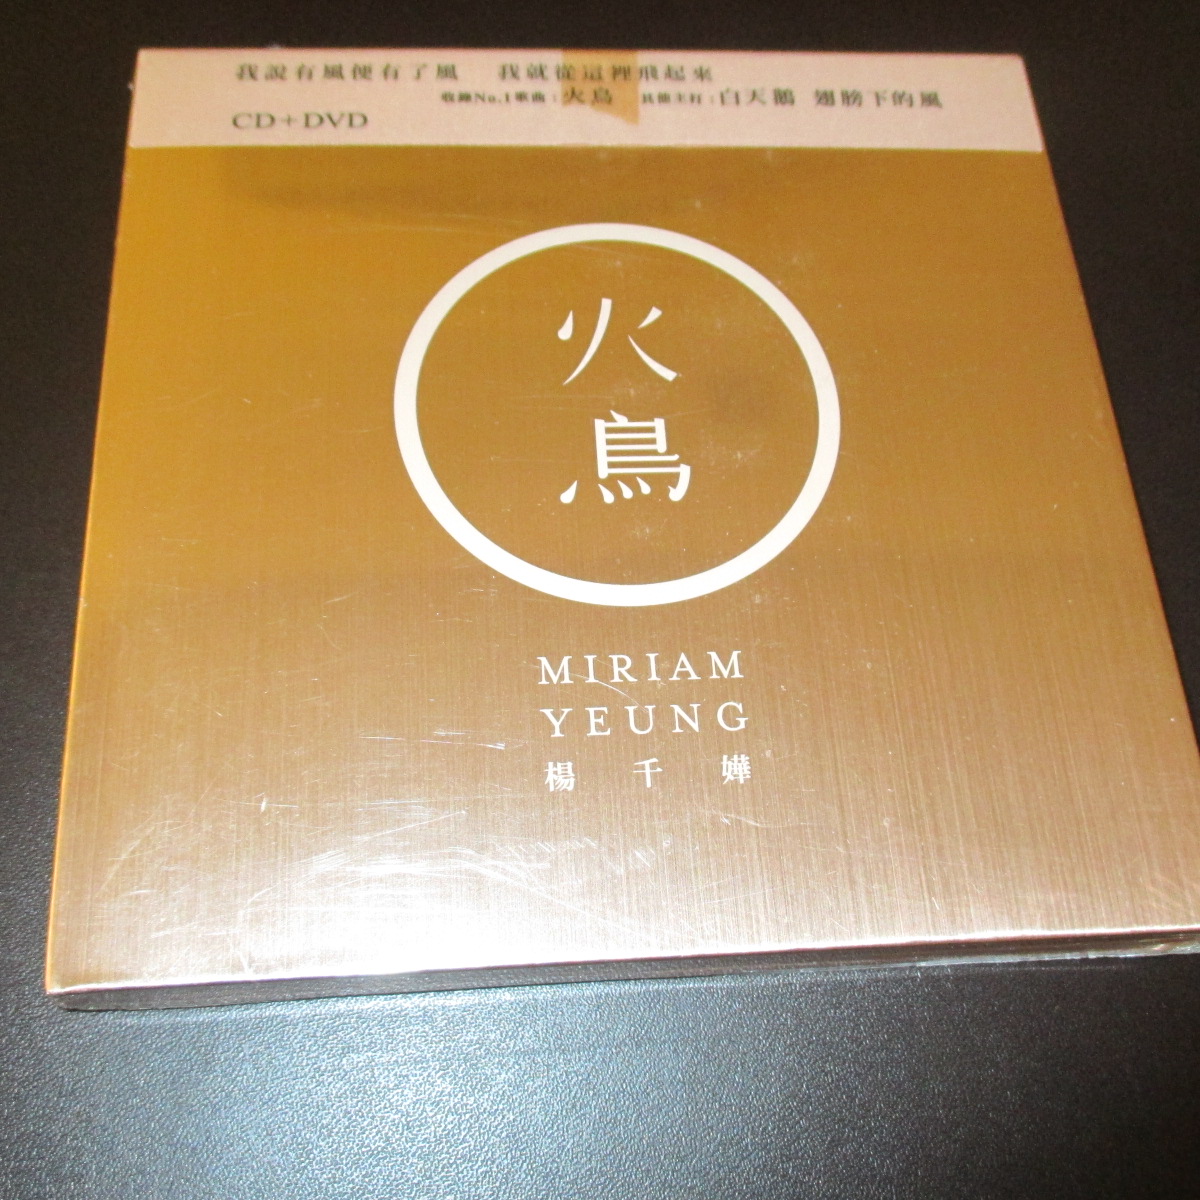 我說有風便有了風 我就從這裡飛起來
收錄No.1歌曲：火鳥 其他主打：白天鵝 翅膀下的風
CD+DVD
火
鳥
MIRIAM
YEUNG
楊千嬅